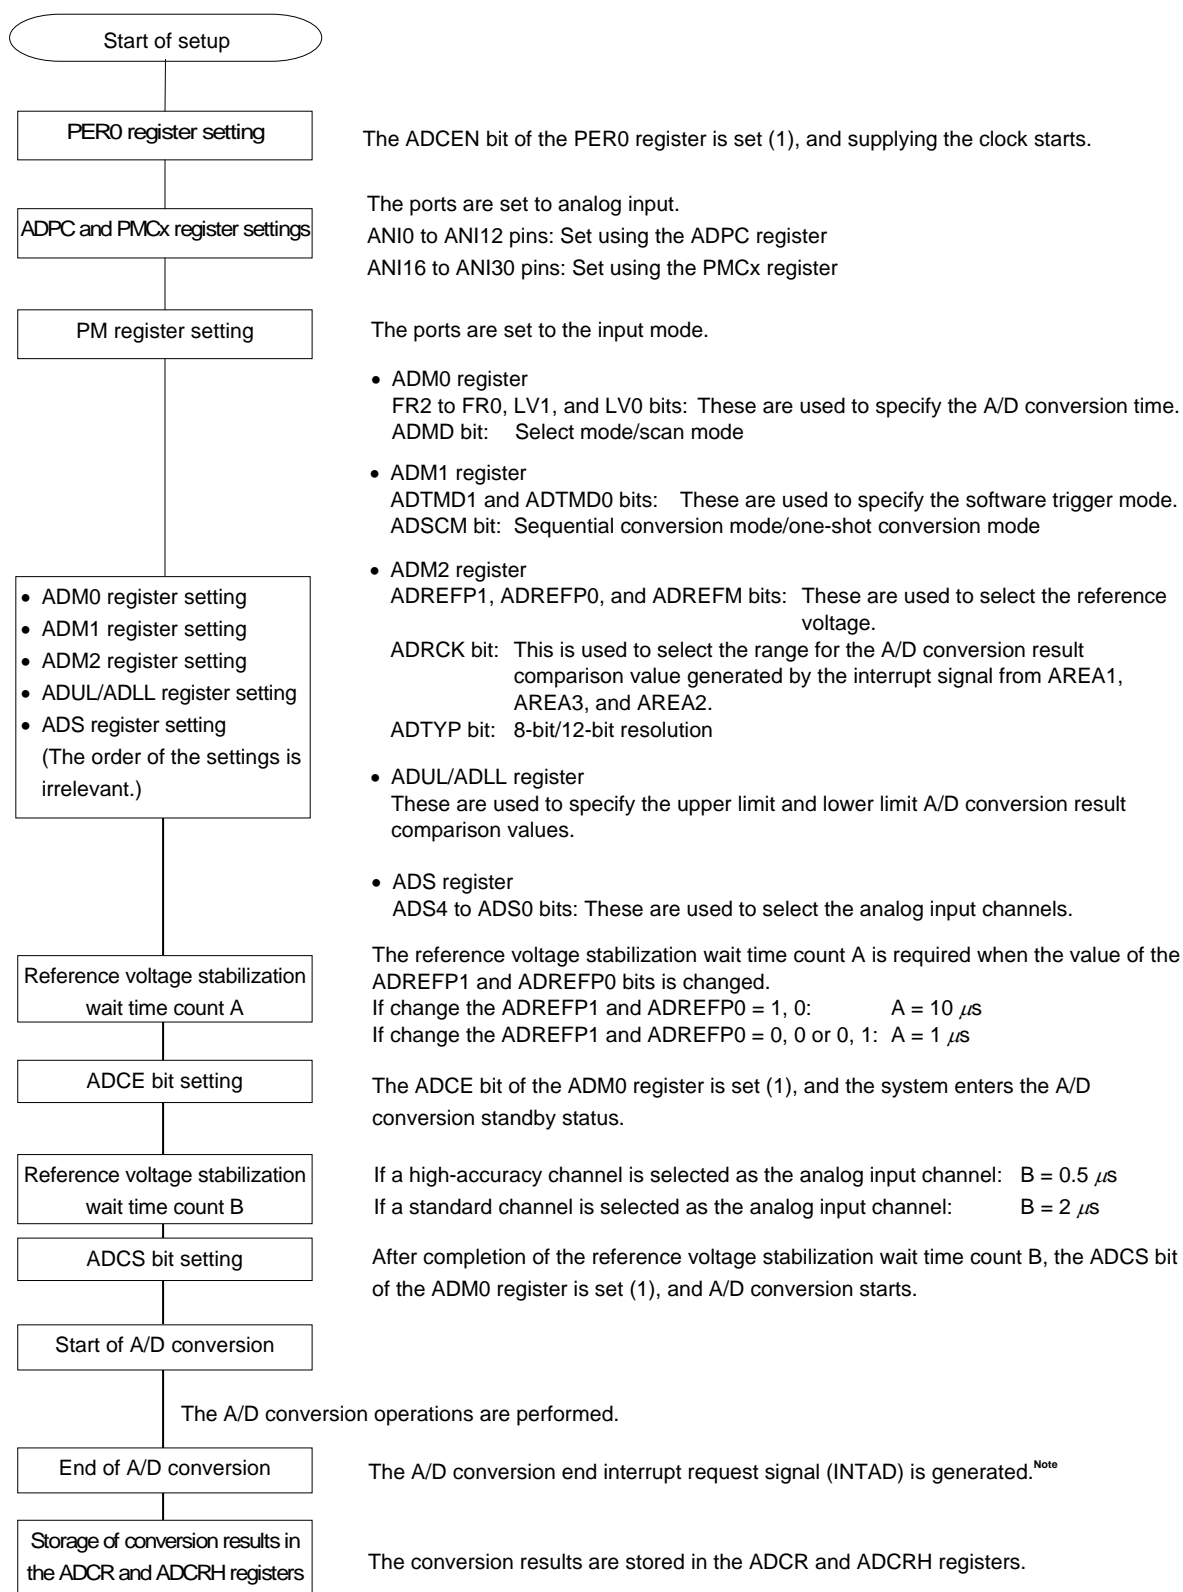 Start of setup
PER0 register setting
The ADCEN bit of the PER0 register is set (1), and supplying the clock starts.
ADPC and PMCx register settings
The ports are set to analog input.
ANI0 to ANI12 pins: Set using the ADPC register
ANI16 to ANI30 pins: Set using the PMCx register
PM register setting
The ports are set to the input mode.
• ADM0 register setting
• ADM1 register setting
• ADM2 register setting
• ADUL/ADLL register setting
• ADS register setting
(The order of the settings is
irrelevant.)
• ADM0 register
FR2 to FR0, LV1, and LV0 bits: These are used to specify the A/D conversion time.
ADMD bit: Select mode/scan mode
• ADM1 register
ADTMD1 and ADTMD0 bits: These are used to specify the software trigger mode.
ADSCM bit: Sequential conversion mode/one-shot conversion mode
• ADM2 register
ADREFP1, ADREFP0, and ADREFM bits: These are used to select the reference
voltage.
ADRCK bit: This is used to select the range for the A/D conversion result
comparison value generated by the interrupt signal from AREA1,
AREA3, and AREA2.
ADTYP bit: 8-bit/12-bit resolution
• ADUL/ADLL register
These are used to specify the upper limit and lower limit A/D conversion result
comparison values.
• ADS register
ADS4 to ADS0 bits: These are used to select the analog input channels.
Reference voltage stabilization
wait time count A
The reference voltage stabilization wait time count A is required when the value of the
ADREFP1 and ADREFP0 bits is changed.
If change the ADREFP1 and ADREFP0 = 1, 0: A = 10 μs
If change the ADREFP1 and ADREFP0 = 0, 0 or 0, 1: A = 1 μs
ADCE bit setting
The ADCE bit of the ADM0 register is set (1), and the system enters the A/D
conversion standby status.
Reference voltage stabilization
wait time count B
If a high-accuracy channel is selected as the analog input channel: B = 0.5 μs
If a standard channel is selected as the analog input channel: B = 2 μs
ADCS bit setting
After completion of the reference voltage stabilization wait time count B, the ADCS bit
of the ADM0 register is set (1), and A/D conversion starts.
Start of A/D conversion
The A/D conversion operations are performed.
End of A/D conversion
The A/D conversion end interrupt request signal (INTAD) is generated.Note
Storage of conversion results in
the ADCR and ADCRH registers
The conversion results are stored in the ADCR and ADCRH registers.